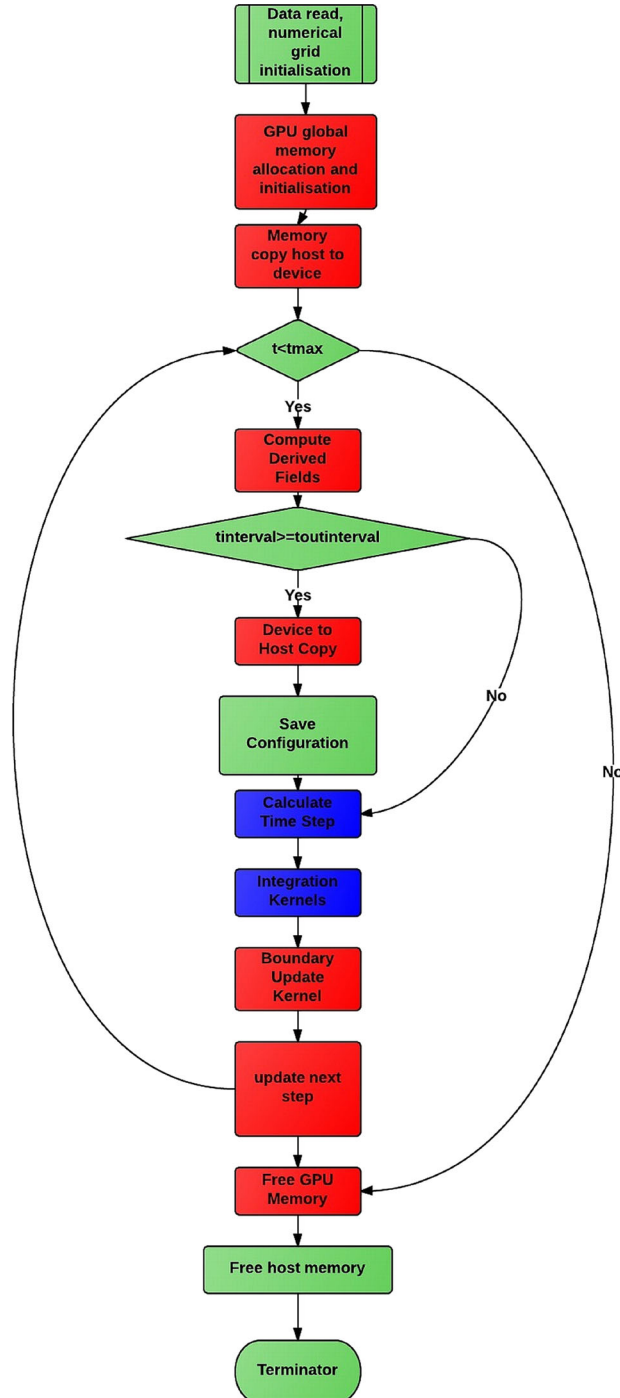 Data read,
numerical
grid
initialisation
GPU global
memory
allocation and
initialisation
Memory
copy host to
device
t<tmax
Yes
Compute
Derived
Fields
tinterval>=toutinterval
Yes
Device to
Host Copy
No
Save
Configuration
No
Calculate
Time Step
Integration
Kernels
Boundary
Update
Kernel
update next
step
Free GPU
Memory
Free host memory
Terminator